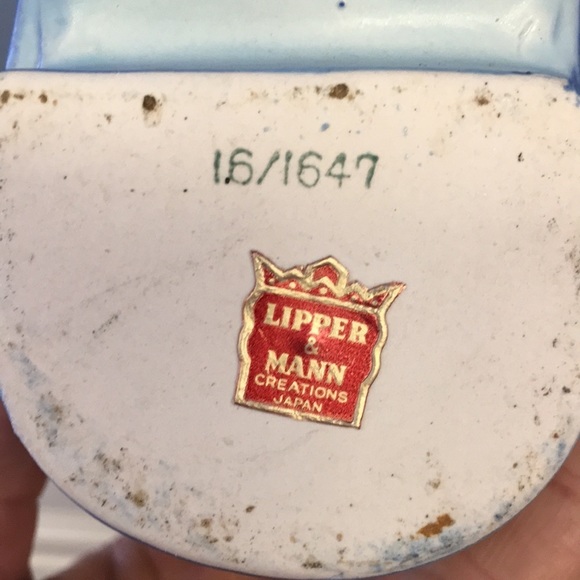 16/1647
LIPPER
&
MANN
CREATIONS
JAPAN